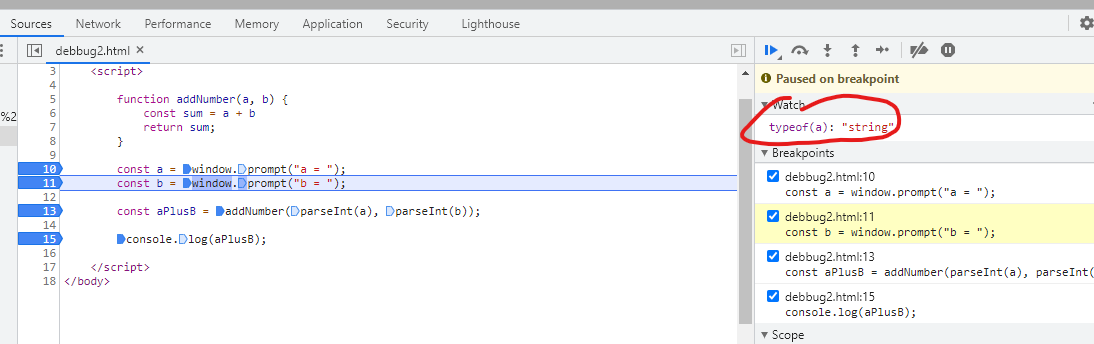 Sources Network Performance Memory Application Security Lighthouse
debbug2.html ×
%2
3 <script>
4
5 function addNumber(a, b) {
6 const sum = a + b
7 return sum;
8 }
9
10 const a = window.prompt("a = ");
11 const b = window.prompt("b = ");
12
13 const aPlusB = addNumber(parseInt(a), parseInt(b));
14
15 console.log(aPlusB);
16
17 </script>
18 </body>
Paused on breakpoint
Watch
typeof(a): "string"
Breakpoints
debbug2.html:10
const a = window.prompt("a = ");
debbug2.html:11
const b = window.prompt("b = ");
debbug2.html:13
const aPlusB = addNumber(parseInt(a), parseInt(
debbug2.html:15
console.log(aPlusB);
Scope